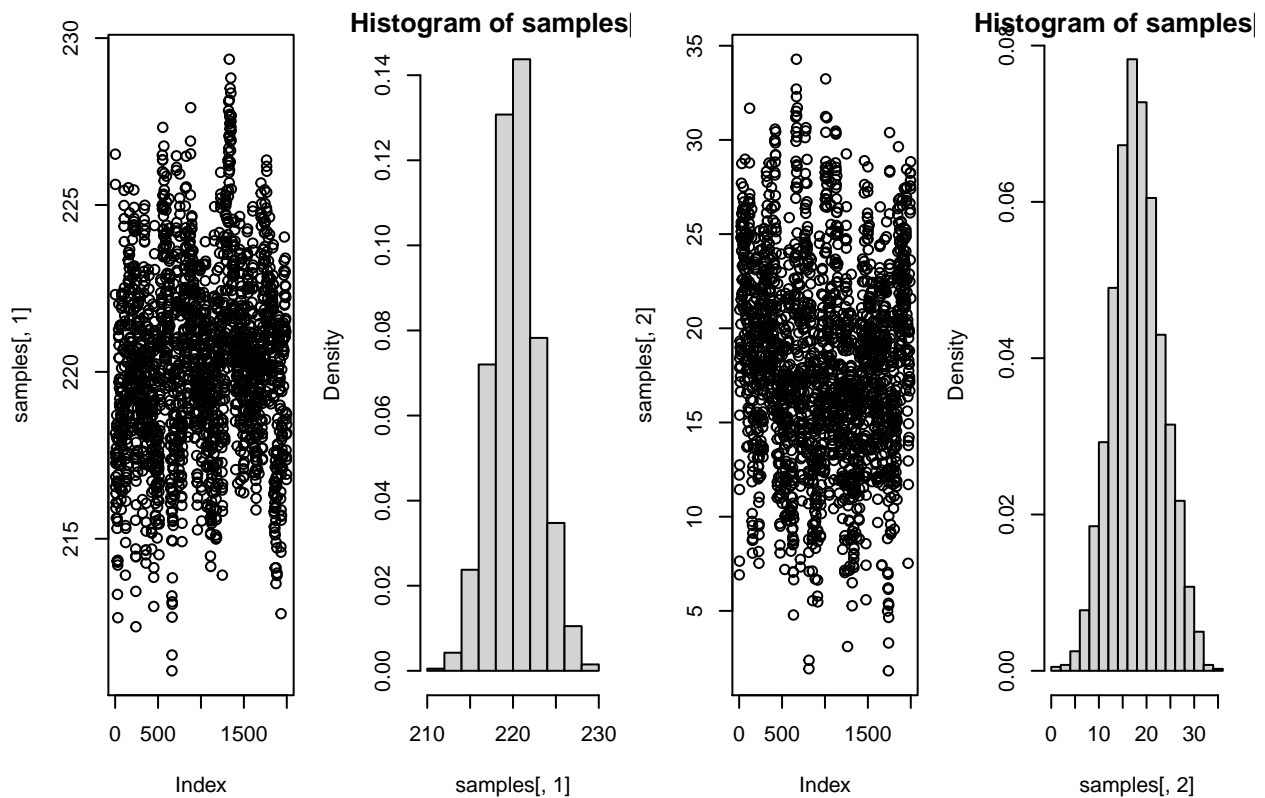 Histogram of samples[
Histogram of samples[
230
225
220
215
samples[, 1]
0 500 1500
Index
0.14
0.12
0.10
0.08
0.06
0.04
0.02
0.00
Density
210 220 230
samples[, 1]
35
30
25
20
15
10
5
samples[, 2]
0 500 1500
Index
0.08
0.06
0.04
0.02
0.00
Density
0 10 20 30
samples[, 2]